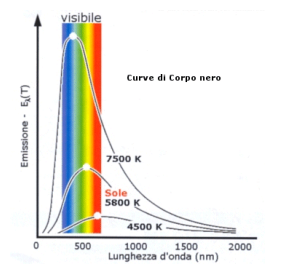 visibile
Curve di Corpo nero
Emissione - Eλ(T)
7500 K
Sole
5800 K
4500 K
0 500 1000 1500 2000
Lunghezza d'onda (nm)